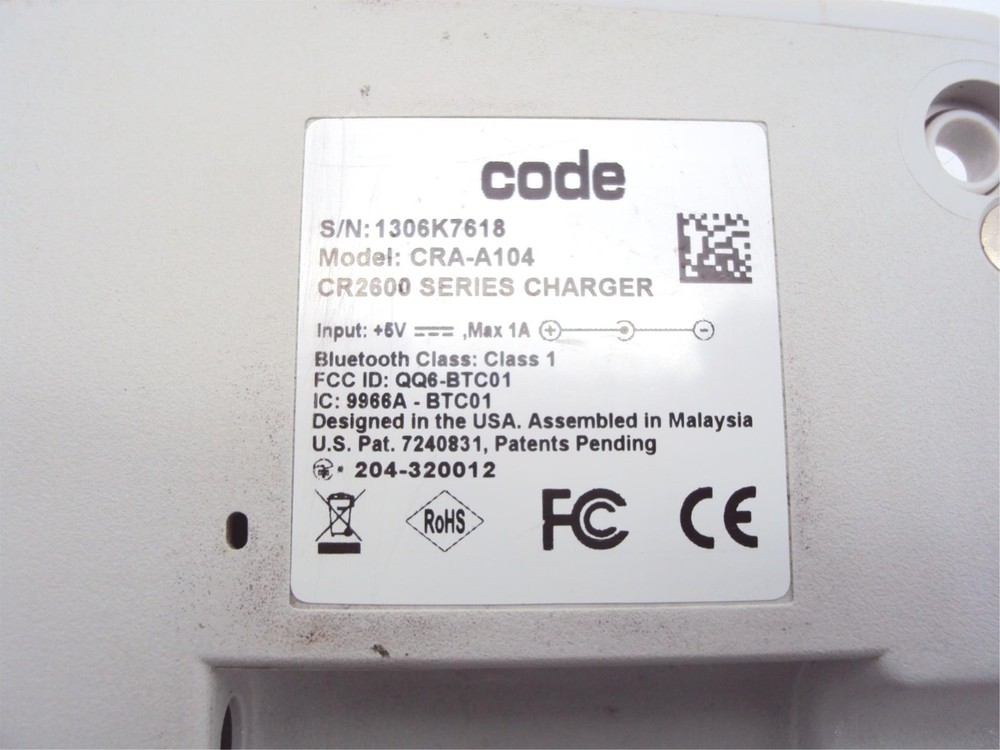 code
S/N: 1306K7618
Model: CRA-A104
CR2600 SERIES CHARGER
Input: +5V ,Max 1A
Bluetooth Class: Class 1
FCC ID: QQ6-BTC01
IC: 9966A - BTC01
Designed in the USA. Assembled in Malaysia
U.S. Pat. 7240831, Patents Pending
204-320012
RoHS FC CE